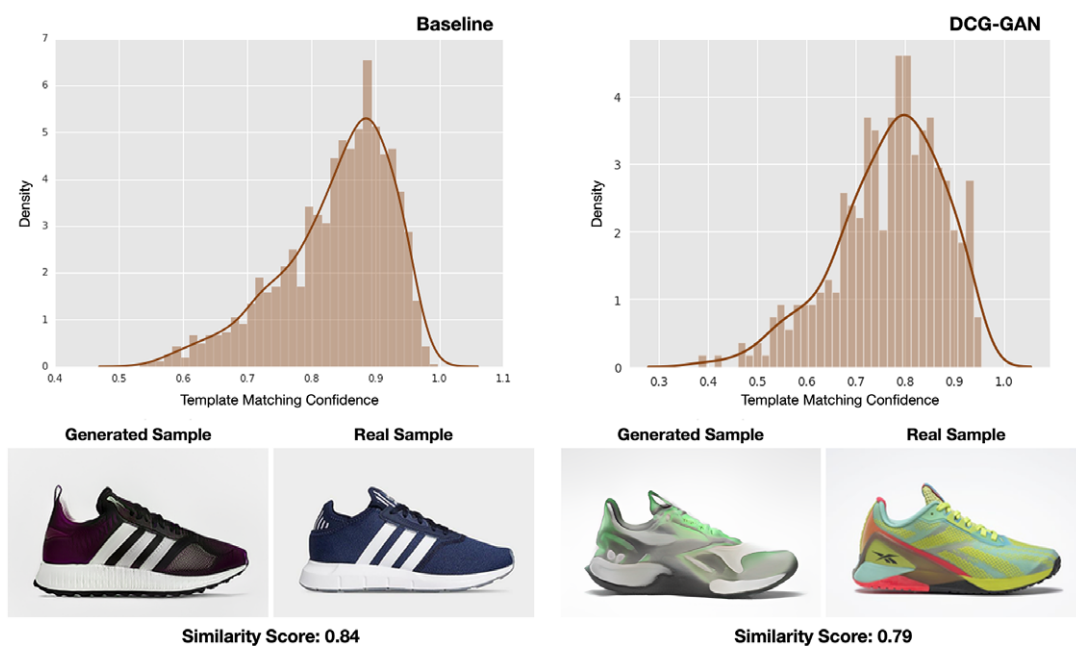 Baseline
7
6
5
4
3
2
1
0
Density
0.4 0.5 0.6 0.7 0.8 0.9 1.0 1.1
Template Matching Confidence
DCG-GAN
4
3
2
1
0
Density
0.3 0.4 0.5 0.6 0.7 0.8 0.9 1.0
Template Matching Confidence
Generated Sample Real Sample
Similarity Score: 0.84
Generated Sample Real Sample
Similarity Score: 0.79